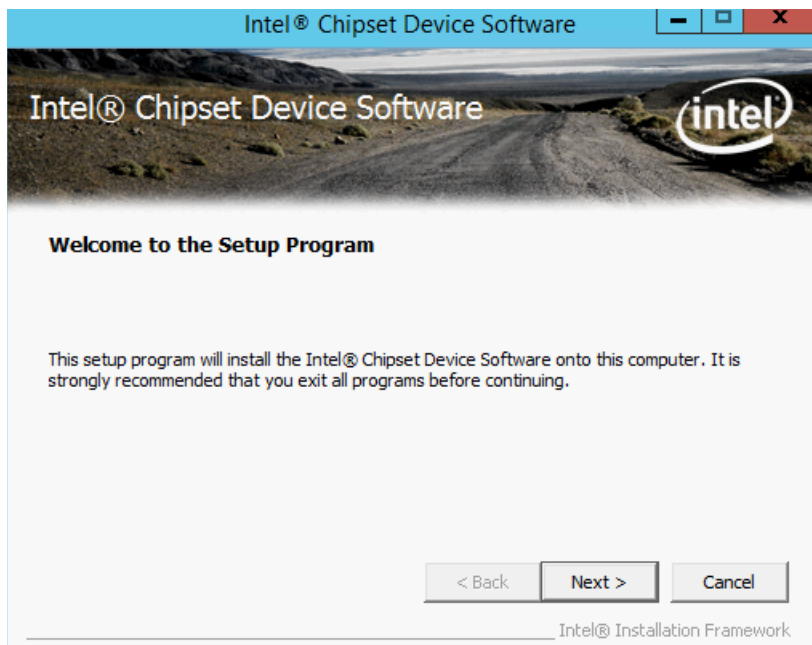 Intel® Chipset Device Software
Intel® Chipset Device Software
intel
Welcome to the Setup Program
This setup program will install the Intel® Chipset Device Software onto this computer. It is
strongly recommended that you exit all programs before continuing.
< Back Next > Cancel
Intel® Installation Framework